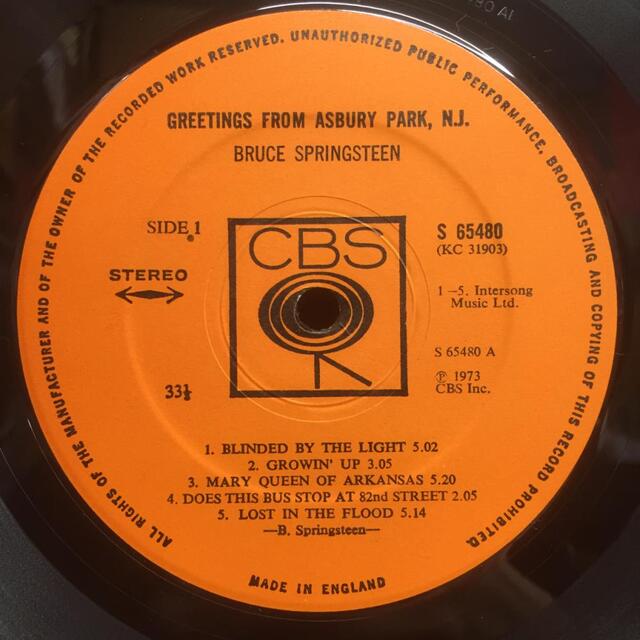 ALL RIGHTS OF THE MANUFACTURER AND OF THE OWNER OF THE RECORDED WORK RESERVED. UNAUTHORIZED PUBLIC PERFORMANCE, BROADCASTING AND COPYING OF THIS RECORD PROHIBITED.
GREETINGS FROM ASBURY PARK, N.J.
BRUCE SPRINGSTEEN
SIDE 1
STEREO
33⅓
CBS
S 65480
(KC 31903)
1 –5. Intersong
Music Ltd.
S 65480 A
℗ 1973
CBS Inc.
1. BLINDED BY THE LIGHT 5.02
2. GROWIN' UP 3.05
3. MARY QUEEN OF ARKANSAS 5.20
4. DOES THIS BUS STOP AT 82nd STREET 2.05
5. LOST IN THE FLOOD 5.14
—B. Springsteen—
MADE IN ENGLAND